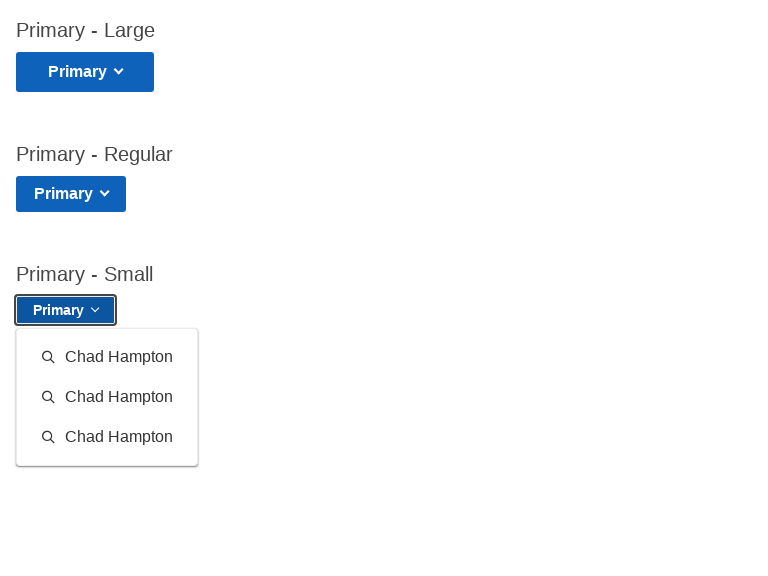 Primary - Large
Primary
Primary - Regular
Primary
Primary - Small
Primary
Chad Hampton
Chad Hampton
Chad Hampton